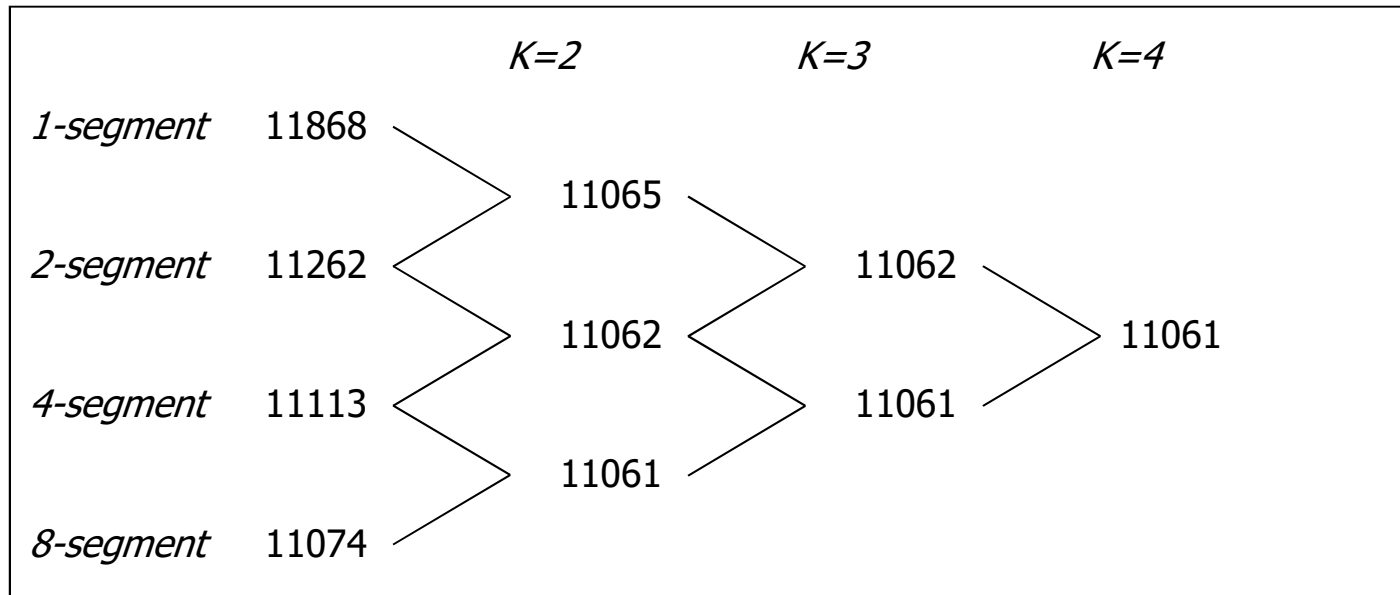 K=2 K=3 K=4
1-segment 11868
11065
2-segment 11262 11062
11062 11061
4-segment 11113 11061
11061
8-segment 11074